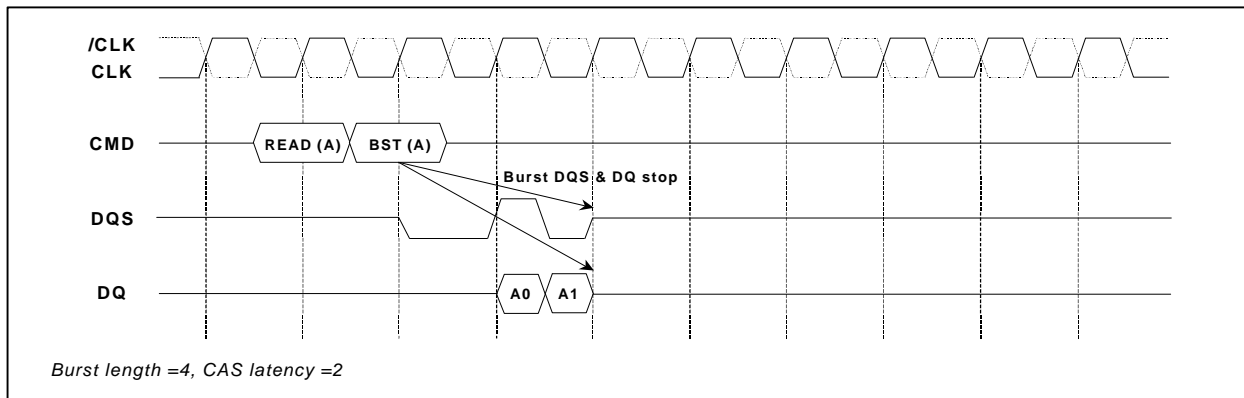 /CLK
CLK
CMD
READ (A)
BST (A)
Burst DQS & DQ stop
DQS
DQ
A0
A1
Burst length =4, CAS latency =2